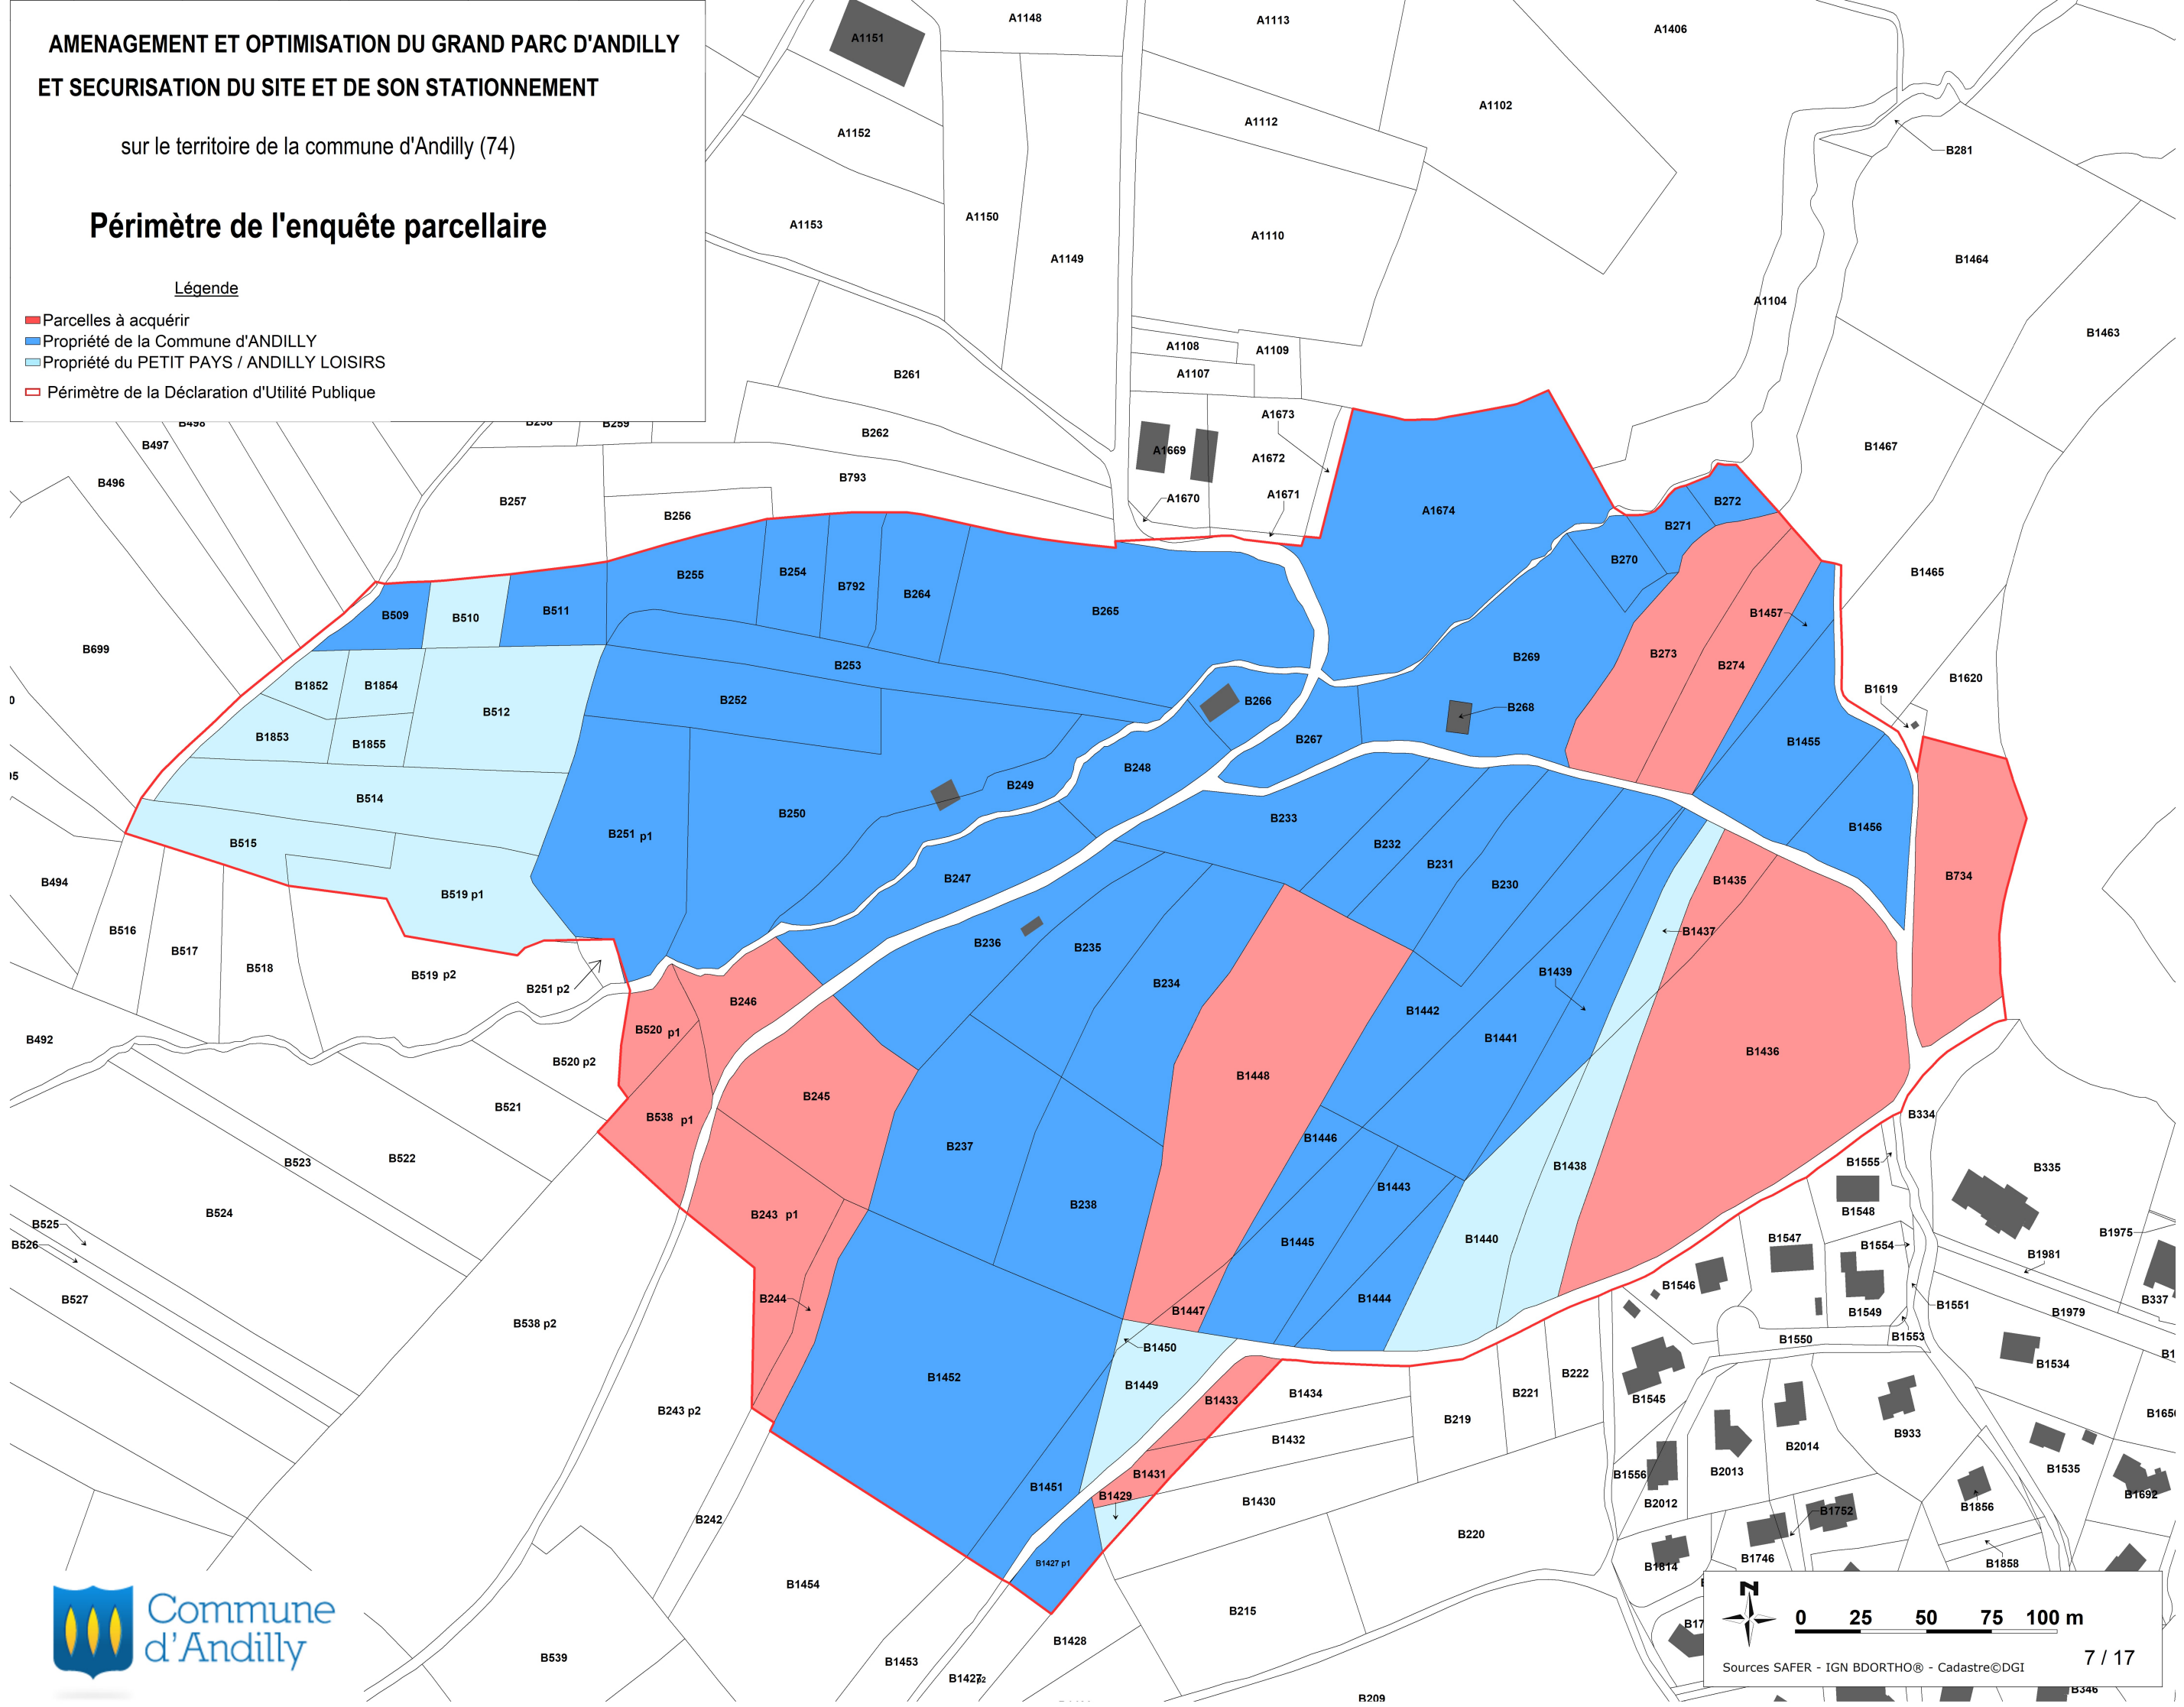 AMENAGEMENT ET OPTIMISATION DU GRAND PARC D'ANDILLY
ET SECURISATION DU SITE ET DE SON STATIONNEMENT
sur le territoire de la commune d'Andilly (74)
Périmètre de l'enquête parcellaire
Légende
Parcelles à acquérir
Propriété de la Commune d'ANDILLY
Propriété du PETIT PAYS / ANDILLY LOISIRS
Périmètre de la Déclaration d'Utilité Publique
A1148
A1113
A1406
A1151
A1102
A1112
A1152
B281
A1150
A1153
A1110
A1149
B1464
A1104
B1463
A1108
A1109
A1107
B261
A1673
B498
B259
B262
B497
A1669
A1672
B1467
B793
B496
A1670
A1671
B257
B256
A1674
B272
B271
B270
B255
B254
B792
B264
B265
B1465
B509
B510
B511
B1457
B699
B253
B269
B273
B274
B1852
B1854
B1620
B1619
B252
B266
B268
B512
B1853
B1855
B267
B1455
B248
B249
B514
B250
B251 p1
B233
B1456
B515
B232
B231
B734
B494
B519 p1
B247
B230
B1435
B516
B1437
B517
B236
B235
B518
B519 p2
B1439
B251 p2
B234
B246
B1442
B520 p1
B492
B1441
B1436
B520 p2
B1448
B245
B521
B538 p1
B334
B1446
B237
B522
B523
B1555
B1438
B335
B1443
B238
B1548
B524
B243 p1
B525
B1975
B1547
B1440
B1445
B526
B1554
B1981
B1546
B527
B244
B1444
B1447
B337
B1551
B1549
B1979
B538 p2
B1550
B1553
B1450
B1534
B1452
B1449
B222
B221
B1434
B1433
B1545
B243 p2
B219
B1650
B933
B1432
B2014
B1535
B1431
B2013
B1556
B1451
B1429
B1430
B2012
B1692
B1856
B1752
B242
B220
B1427 p1
B1746
B1858
B1814
B1454
B215
B1428
B539
B1453
B1427p2
B209
B346
Commune
d'Andilly
N
0 25 50 75 100 m
7 / 17
Sources SAFER - IGN BDORTHO® - Cadastre©DGI